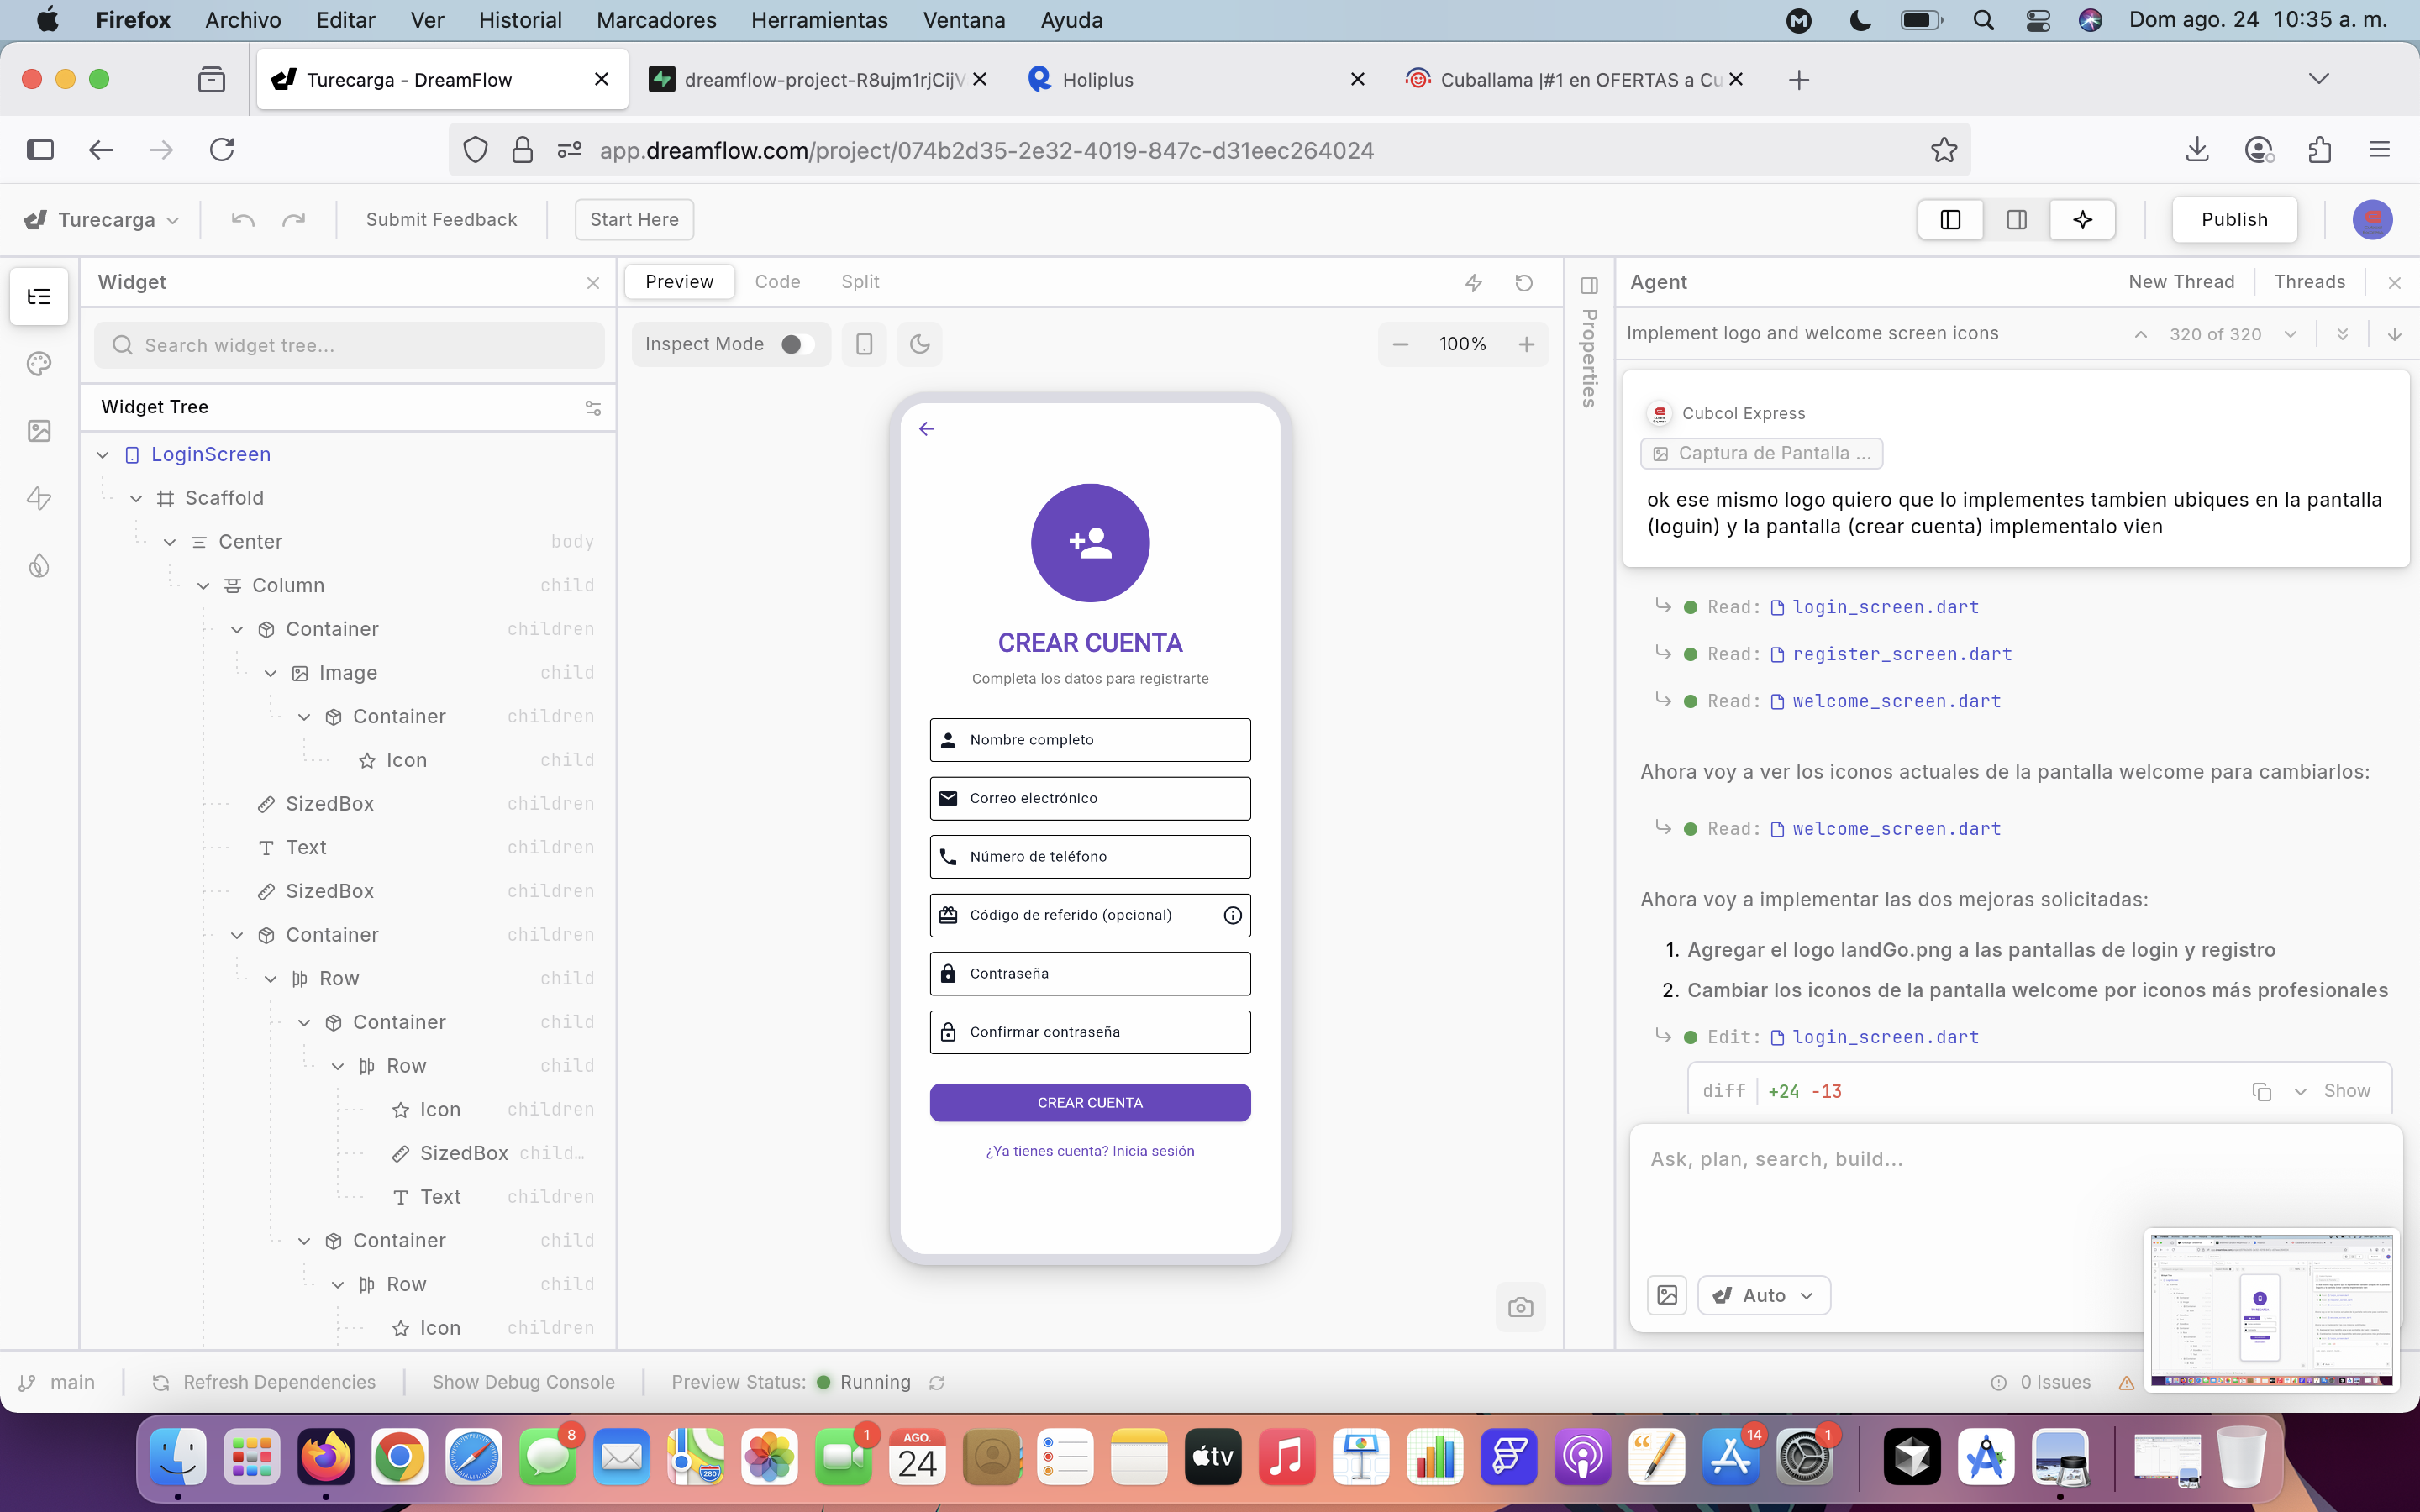 Firefox Archivo Editar Ver Historial Marcadores Herramientas Ventana Ayuda Dom ago. 24 10:35 a. m.
Turecarga - DreamFlow dreamflow-project-R8ujm1rjCijV Holiplus Cuballama |#1 en OFERTAS a Cu
app.dreamflow.com/project/074b2d35-2e32-4019-847c-d31eec264024
Turecarga Submit Feedback Start Here Publish
Widget
Search widget tree...
Widget Tree
LoginScreen
Scaffold
Center body
Column child
Container children
Image child
Container children
Icon child
SizedBox children
Text children
SizedBox children
Container children
Row child
Container child
Row child
Icon children
SizedBox child...
Text children
Container child
Row child
Icon children
Preview Code Split
Inspect Mode 100%
CREAR CUENTA
Completa los datos para registrarte
Nombre completo
Correo electrónico
Número de teléfono
Código de referido (opcional)
Contraseña
Confirmar contraseña
CREAR CUENTA
¿Ya tienes cuenta? Inicia sesión
Properties
Agent New Thread Threads
Implement logo and welcome screen icons 320 of 320
Cubcol Express
Captura de Pantalla ...
ok ese mismo logo quiero que lo implementes tambien ubiques en la pantalla
(loguin) y la pantalla (crear cuenta) implementalo vien
Read: login_screen.dart
Read: register_screen.dart
Read: welcome_screen.dart
Ahora voy a ver los iconos actuales de la pantalla welcome para cambiarlos:
Read: welcome_screen.dart
Ahora voy a implementar las dos mejoras solicitadas:
1. Agregar el logo landGo.png a las pantallas de login y registro
2. Cambiar los iconos de la pantalla welcome por iconos más profesionales
Edit: login_screen.dart
diff +24 -13 Show
Ask, plan, search, build...
Auto
main Refresh Dependencies Show Debug Console Preview Status: Running 0 Issues
8 1 AGO. 24 280 tv 14 1